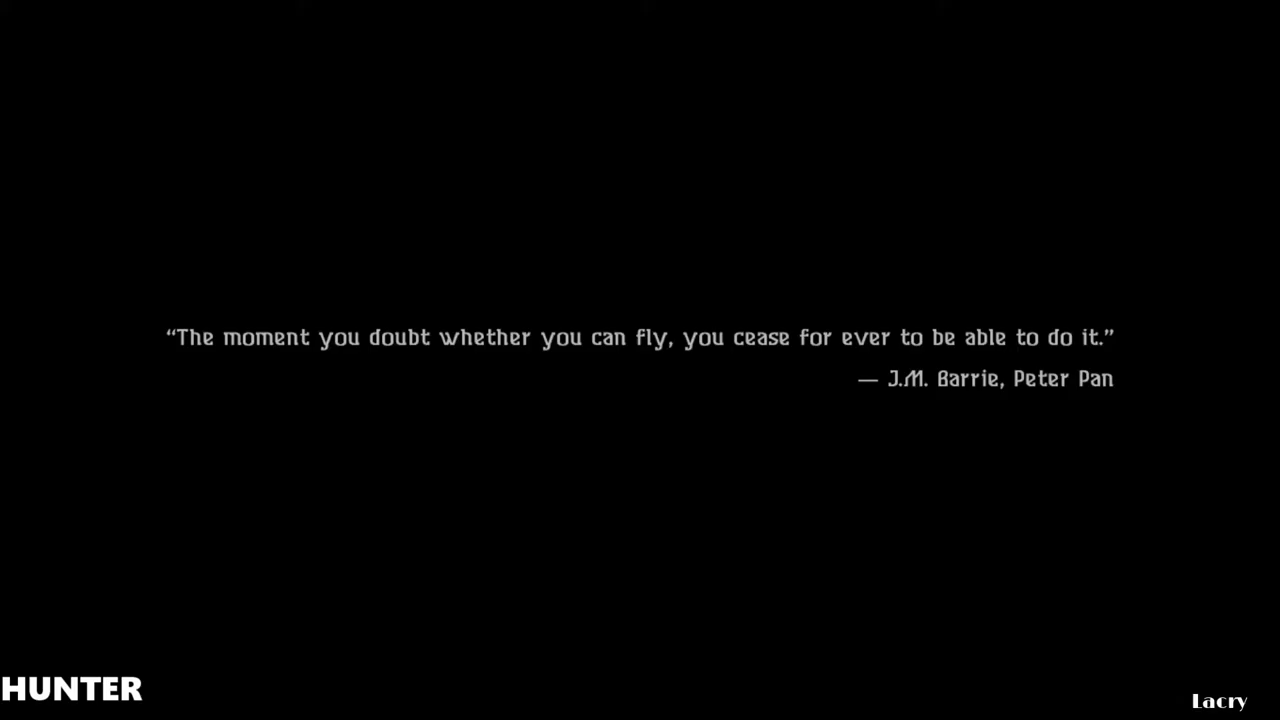 “The moment you doubt whether you can fly, you cease for ever to be able to do it.”
— J.M. Barrie, Peter Pan
HUNTER
Lacry